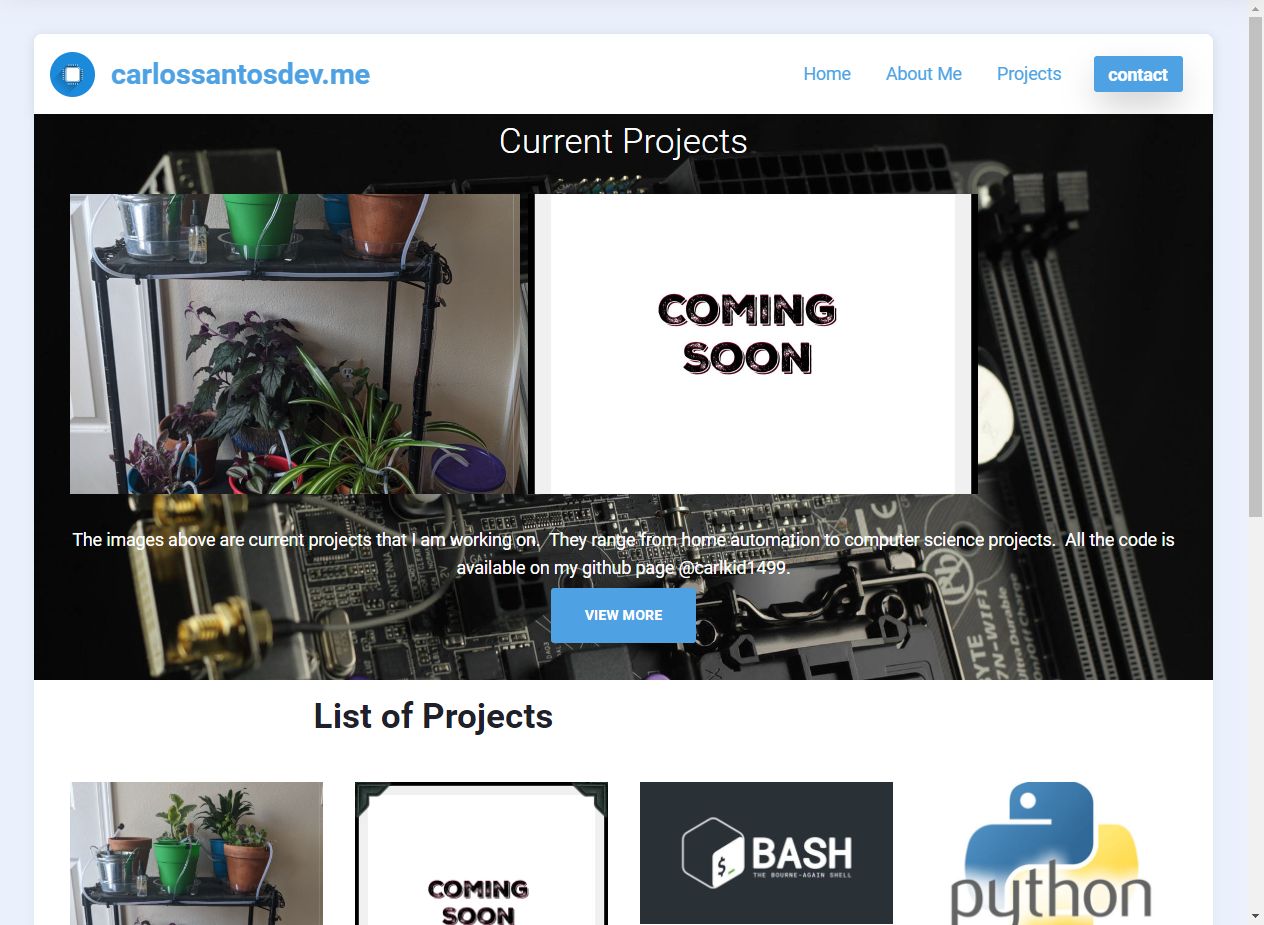 carlossantosdev.me
Home
About Me
Projects
contact
Current Projects
COMING
SOON
The images above are current projects that I am working on.  They range from home automation to computer science projects.  All the code is
available on my github page @carlkid1499.
VIEW MORE
List of Projects
COMING
SOON
BASH
THE BOURNE-AGAIN SHELL
python